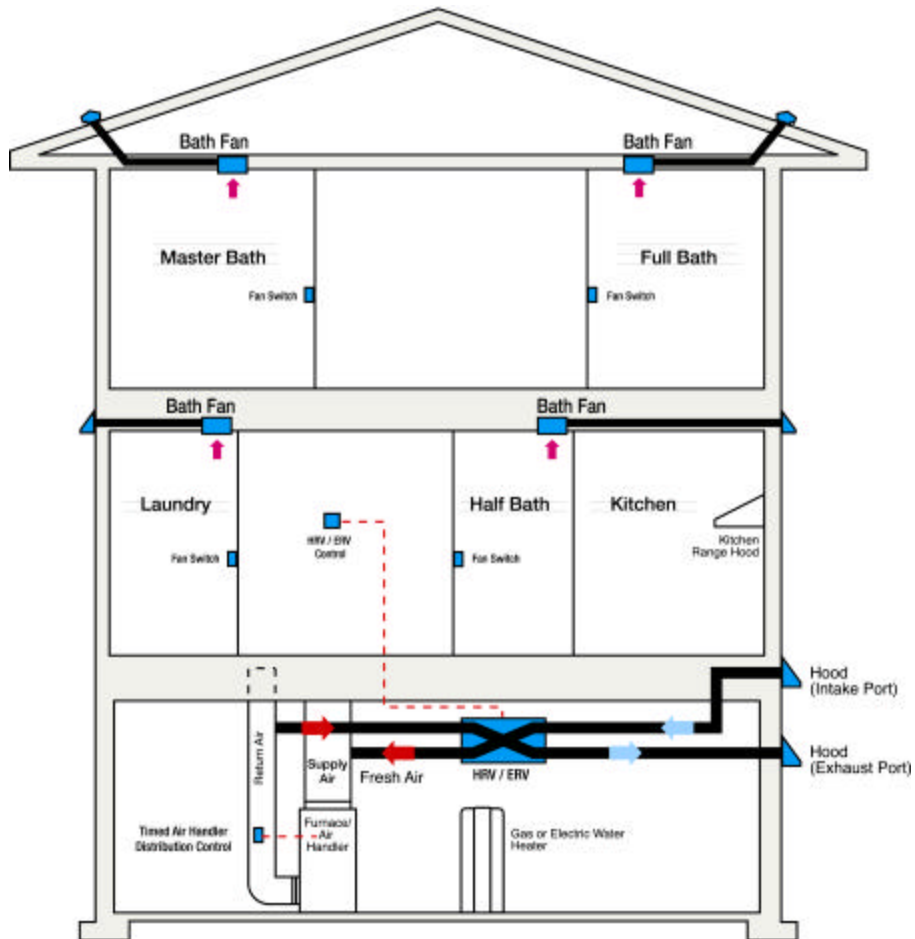 Bath Fan
Bath Fan
Master Bath
Full Bath
Fan Switch
Fan Switch
Bath Fan
Bath Fan
Laundry
Half Bath
Kitchen
HRV / ERV
Control
Kitchen
Range Hood
Fan Switch
Fan Switch
Hood
(Intake Port)
Return Air
Supply
Air
Fresh Air
HRV / ERV
Hood
(Exhaust Port)
Timed Air Handler
Distribution Control
Furnace/
Air
Handler
Gas or Electric Water
Heater